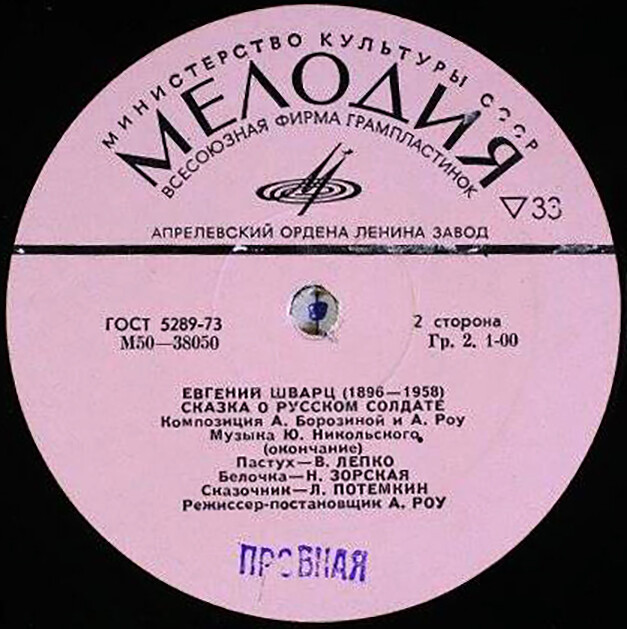 МИНИСТЕРСТВО КУЛЬТУРЫ СССР
МЕЛОДИЯ
ВСЕСОЮЗНАЯ ФИРМА ГРАМПЛАСТИНОК
▽33
АПРЕЛЕВСКИЙ ОРДЕНА ЛЕНИНА ЗАВОД
ГОСТ 5289-73
М50—38050
2 сторона
Гр. 2. 1-00
ЕВГЕНИЙ ШВАРЦ (1896—1958)
СКАЗКА О РУССКОМ СОЛДАТЕ
Композиция А. Борозиной и А. Роу
Музыка Ю. Никольского
(окончание)
Пастух—В. ЛЕПКО
Белочка—Н. ЗОРСКАЯ
Сказочник—Л. ПОТЕМКИН
Режиссер-постановщик А. РОУ
ПРОБНАЯ